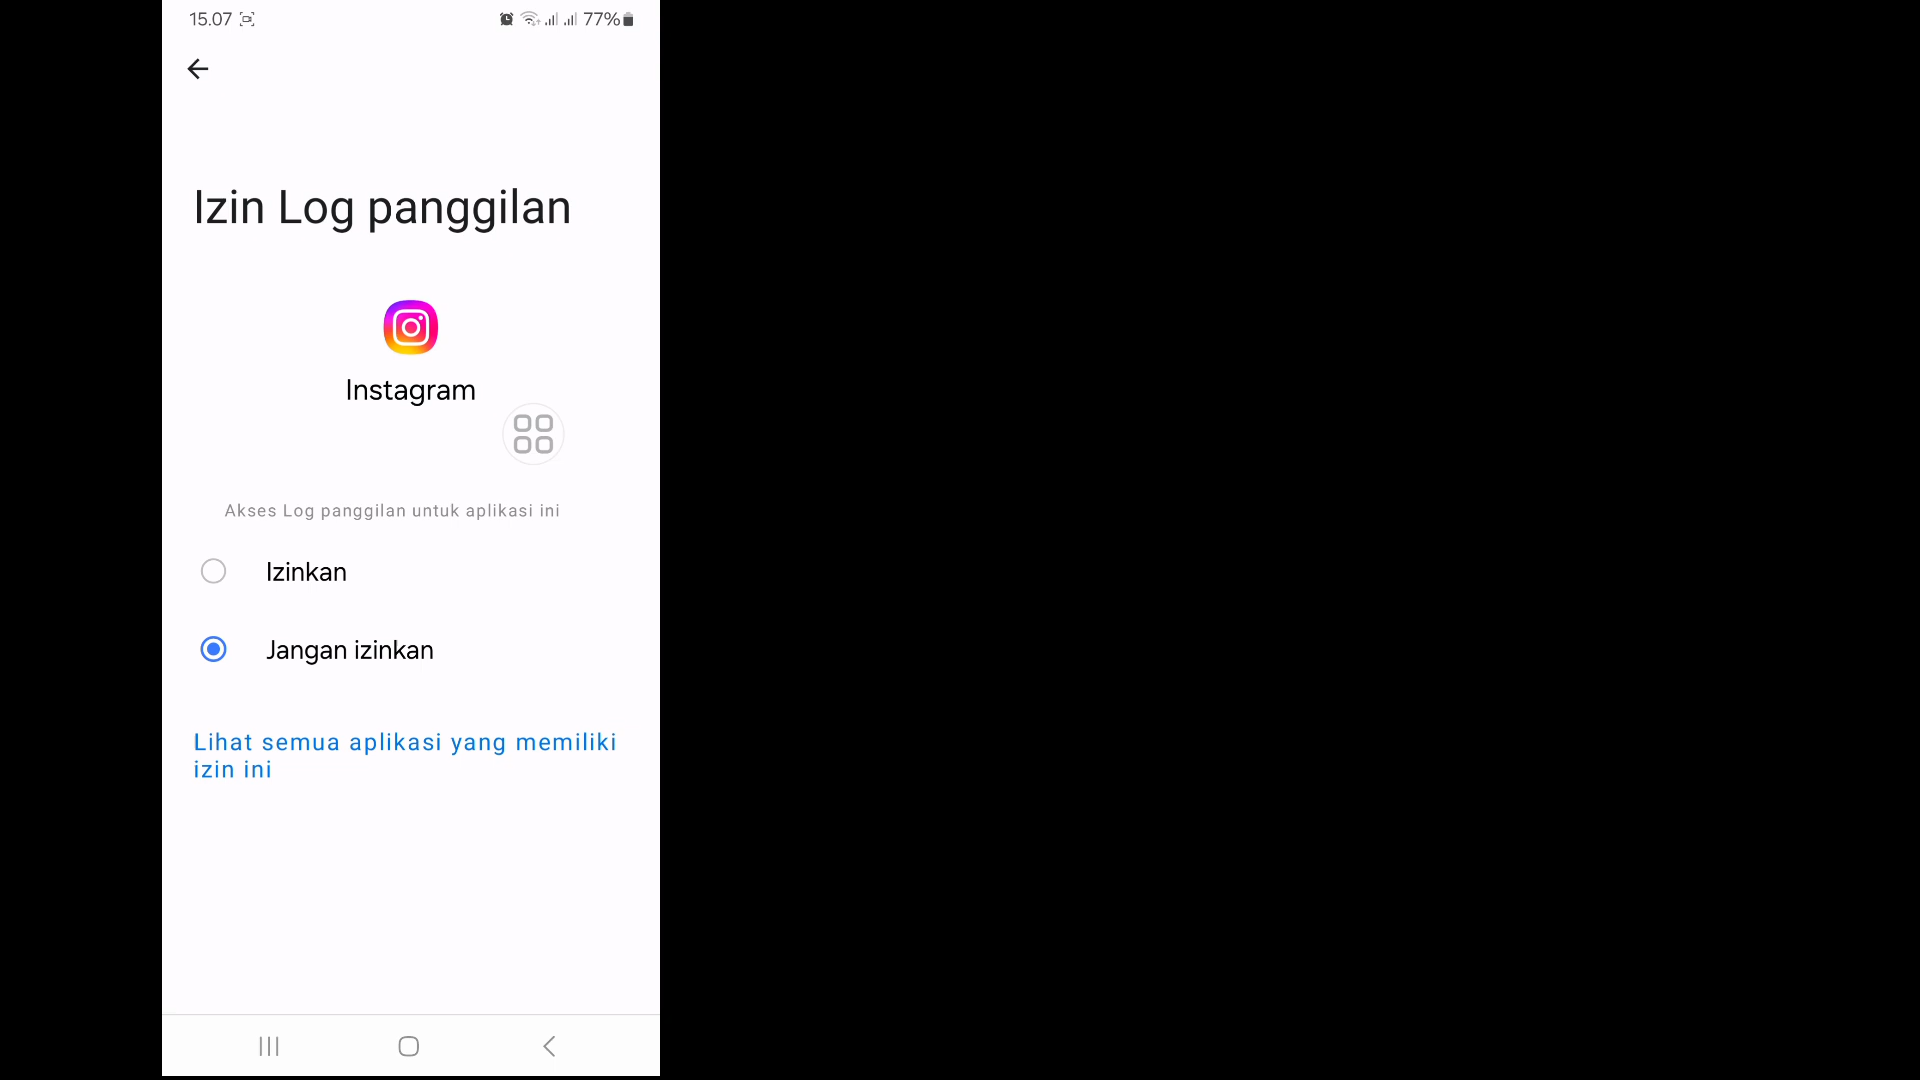 15.07 77%
Izin Log panggilan
Instagram
Akses Log panggilan untuk aplikasi ini
Izinkan
Jangan izinkan
Lihat semua aplikasi yang memiliki
izin ini